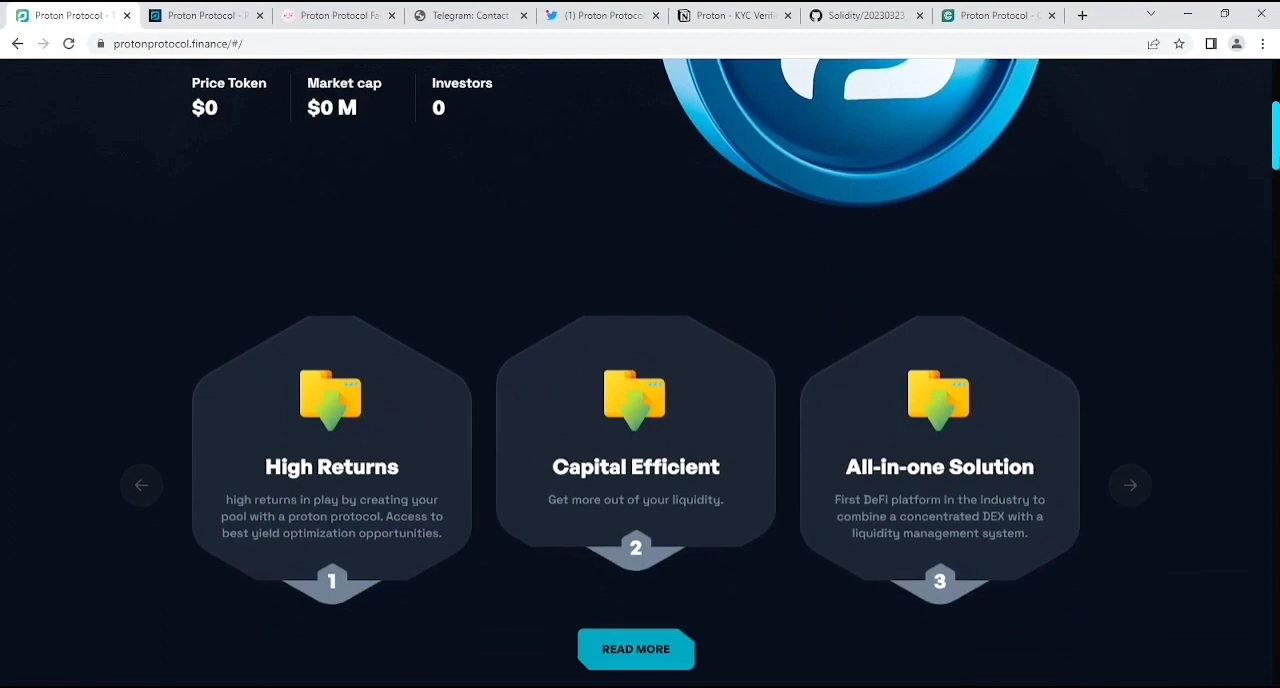 Proton Protocol - T
Proton Protocol - P
Proton Protocol Fa
Telegram: Contact
(1) Proton Protoco
Proton - KYC Verifi
Solidity/20230323_
Proton Protocol - C
protonprotocol.finance/#/
Price Token
Market cap
Investors
$0
$0 M
0
High Returns
high returns in play by creating your
pool with a proton protocol. Access to
best yield optimization opportunities.
1
Capital Efficient
Get more out of your liquidity.
2
All-in-one Solution
First DeFi platform in the industry to
combine a concentrated DEX with a
liquidity management system.
3
READ MORE